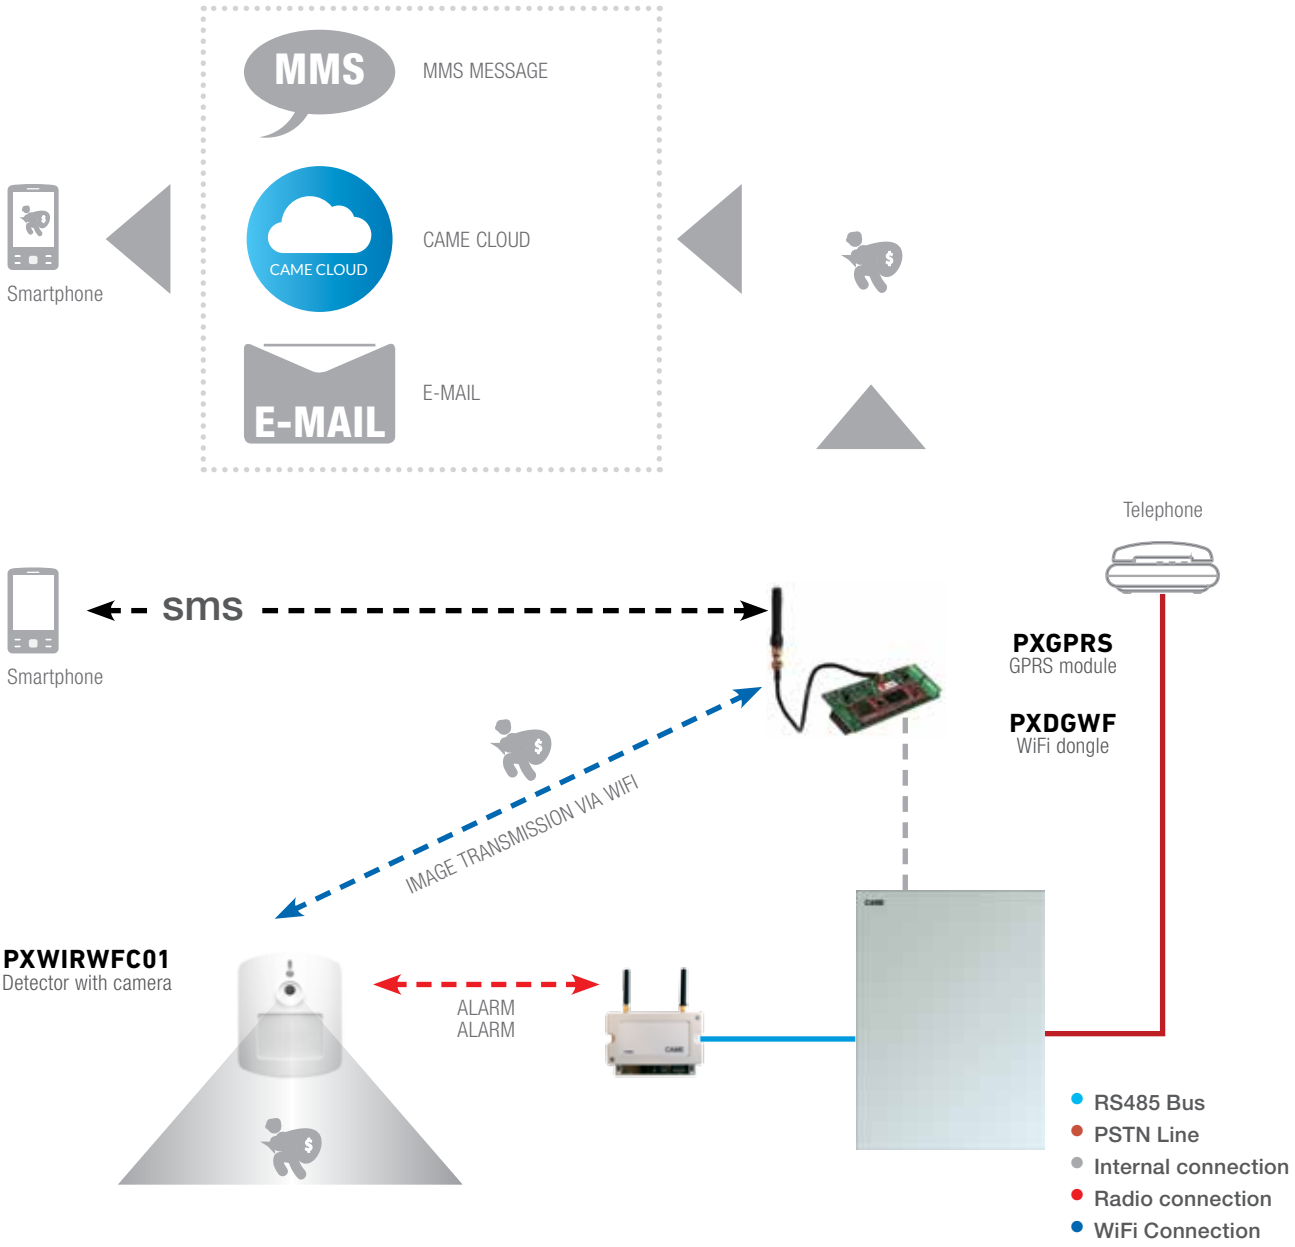 MMS
MMS MESSAGE
CAME CLOUD
CAME CLOUD
E-MAIL
E-MAIL
$
Smartphone
$
Telephone
sms
Smartphone
PXGPRS
GPRS module
PXDGWF
WiFi dongle
$
IMAGE TRANSMISSION VIA WIFI
CAME
PXWIRWFC01
Detector with camera
ALARM
ALARM
CAME
$
RS485 Bus
PSTN Line
Internal connection
Radio connection
WiFi Connection